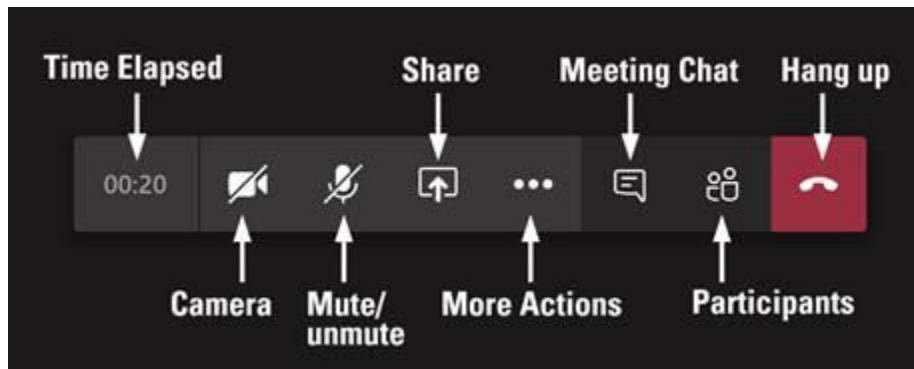 Time Elapsed
Share
Meeting Chat
Hang up
00:20
Camera
Mute/
unmute
More Actions
Participants